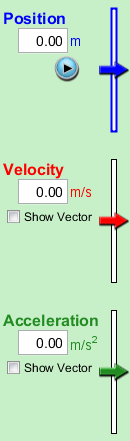 Position
0.00 m
Velocity
0.00 m/s
Show Vector
Acceleration
0.00 m/s²
Show Vector